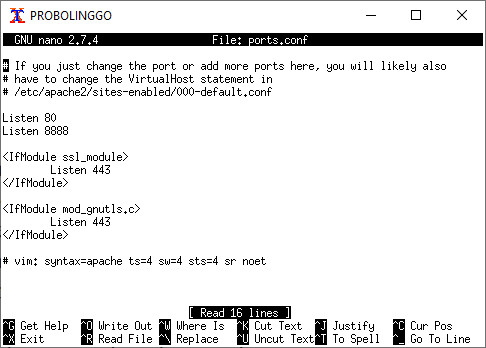 PROBOLINGGO
GNU nano 2.7.4 File: ports.conf
# If you just change the port or add more ports here, you will likely also
# have to change the VirtualHost statement in
# /etc/apache2/sites-enabled/000-default.conf
Listen 80
Listen 8888
<IfModule ssl_module>
        Listen 443
</IfModule>
<IfModule mod_gnutls.c>
        Listen 443
</IfModule>
# vim: syntax=apache ts=4 sw=4 sts=4 sr noet
[ Read 16 lines ]
^G Get Help ^O Write Out ^W Where Is ^K Cut Text ^J Justify ^C Cur Pos
^X Exit ^R Read File ^\ Replace ^U Uncut Text ^T To Spell ^_ Go To Line